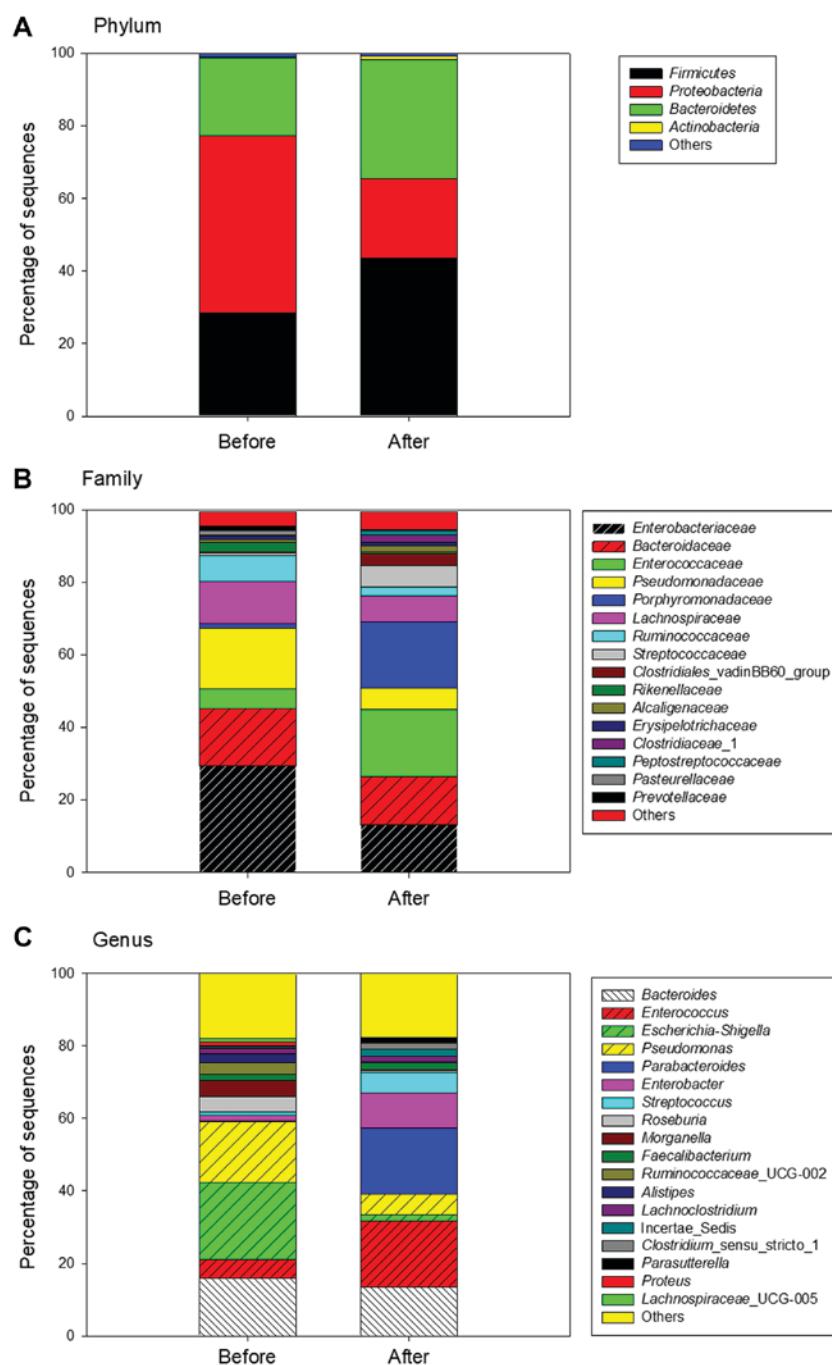 A Phylum
100
80
60
40
20
0
Percentage of sequences
Before After
Firmicutes
Proteobacteria
Bacteroidetes
Actinobacteria
Others
B Family
100
80
60
40
20
0
Percentage of sequences
Before After
Enterobacteriaceae
Bacteroidaceae
Enterococcaceae
Pseudomonadaceae
Porphyromonadaceae
Lachnospiraceae
Ruminococcaceae
Streptococcaceae
Clostridiales_vadinBB60_group
Rikenellaceae
Alcaligenaceae
Erysipelotrichaceae
Clostridiaceae_1
Peptostreptococcaceae
Pasteurellaceae
Prevotellaceae
Others
C Genus
100
80
60
40
20
0
Percentage of sequences
Before After
Bacteroides
Enterococcus
Escherichia-Shigella
Pseudomonas
Parabacteroides
Enterobacter
Streptococcus
Roseburia
Morganella
Faecalibacterium
Ruminococcaceae_UCG-002
Alistipes
Lachnoclostridium
Incertae_Sedis
Clostridium_sensu_stricto_1
Parasutterella
Proteus
Lachnospiraceae_UCG-005
Others